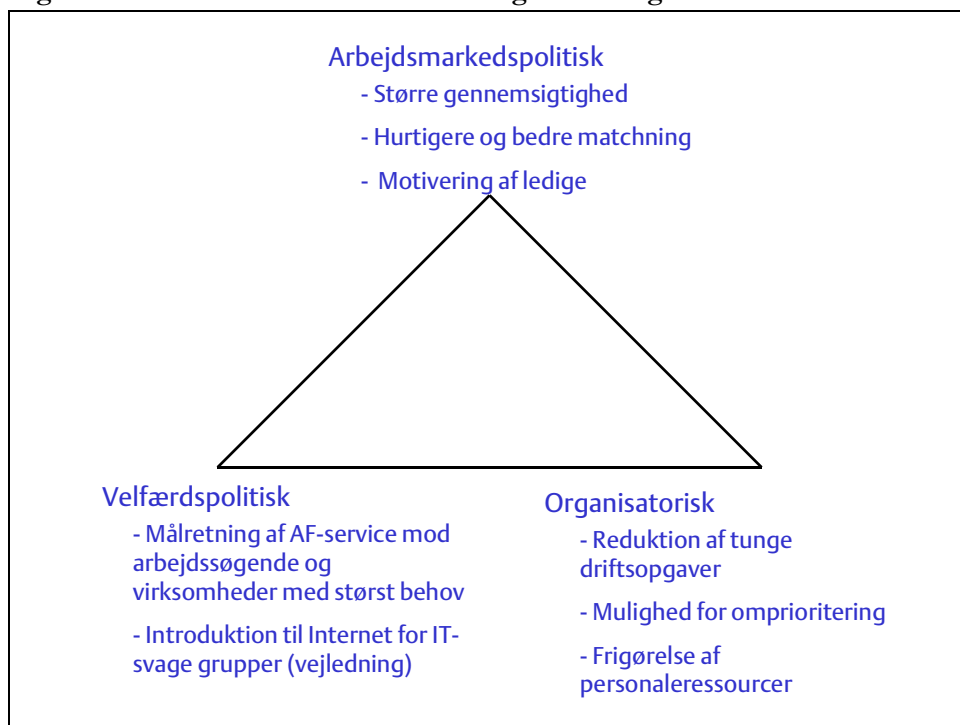 Arbejdsmarkedspolitisk
- Større gennemsigtighed
- Hurtigere og bedre matchning
- Motivering af ledige
Velfærdspolitisk
- Målretning af AF-service mod
arbejdssøgende og
virksomheder med størst behov
- Introduktion til Internet for IT-
svage grupper (vejledning)
Organisatorisk
- Reduktion af tunge
driftsopgaver
- Mulighed for omprioritering
- Frigørelse af
personaleressourcer